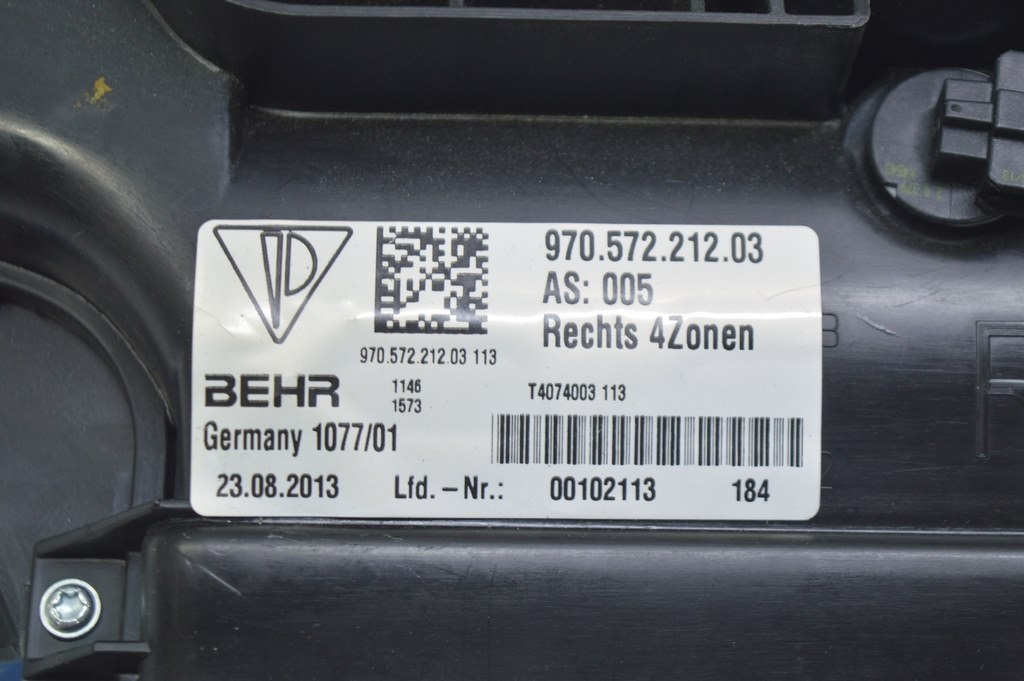 970.572.212.03
AS: 005
Rechts 4Zonen
970.572.212.03 113
BEHR
1146
1573
T4074003 113
Germany 1077/01
23.08.2013 Lfd. –Nr.: 00102113 184